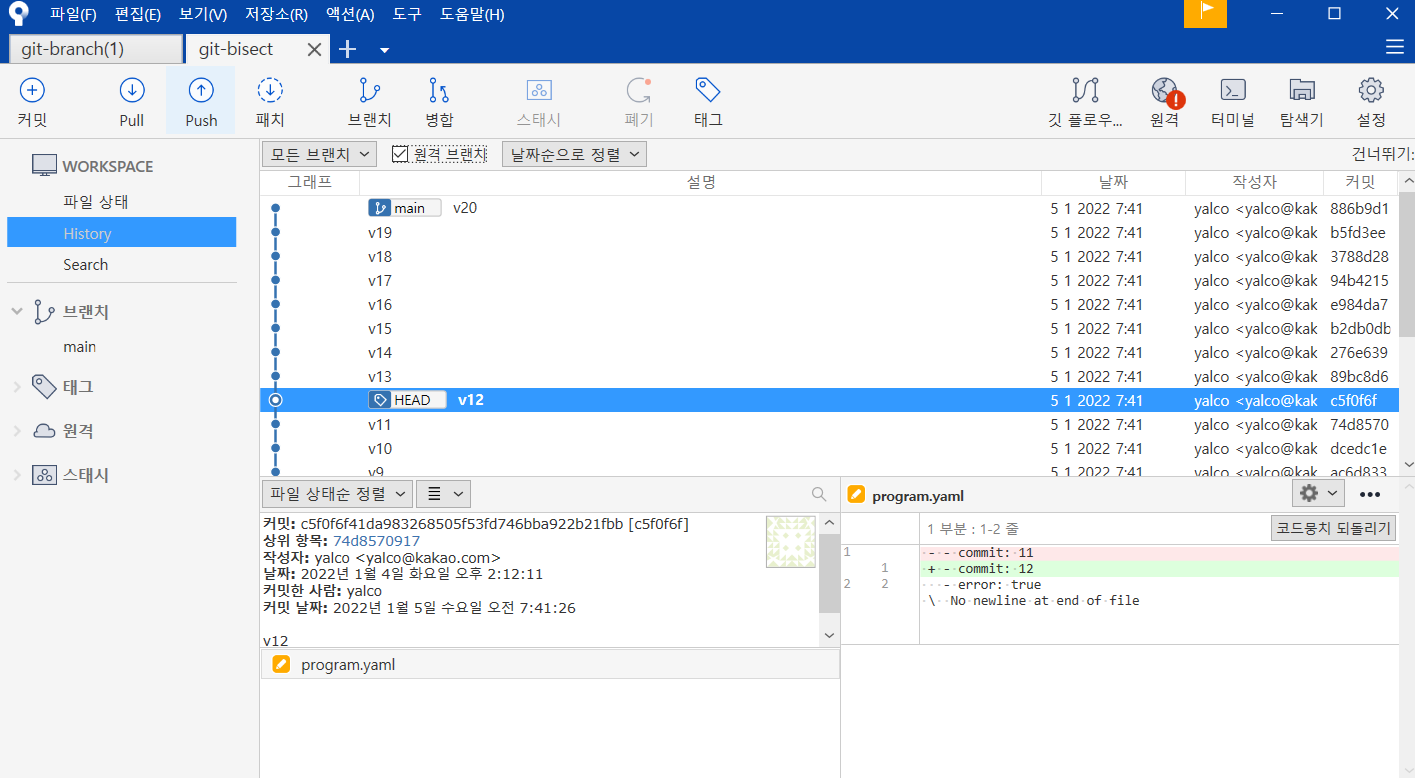 파일(F) 편집(E) 보기(V) 저장소(R) 액션(A) 도구 도움말(H)
git-branch(1) git-bisect
커밋 Pull Push 패치 브랜치 병합 스태시 폐기 태그 깃 플로우... 원격 터미널 탐색기 설정
WORKSPACE
파일 상태
History
Search
브랜치
main
태그
원격
스태시
모든 브랜치 원격 브랜치 날짜순으로 정렬 건너뛰기:
그래프 설명 날짜 작성자 커밋
main v20 5 1 2022 7:41 yalco <yalco@kak 886b9d1
v19 5 1 2022 7:41 yalco <yalco@kak b5fd3ee
v18 5 1 2022 7:41 yalco <yalco@kak 3788d28
v17 5 1 2022 7:41 yalco <yalco@kak 94b4215
v16 5 1 2022 7:41 yalco <yalco@kak e984da7
v15 5 1 2022 7:41 yalco <yalco@kak b2db0db
v14 5 1 2022 7:41 yalco <yalco@kak 276e639
v13 5 1 2022 7:41 yalco <yalco@kak 89bc8d6
HEAD v12 5 1 2022 7:41 yalco <yalco@kak c5f0f6f
v11 5 1 2022 7:41 yalco <yalco@kak 74d8570
v10 5 1 2022 7:41 yalco <yalco@kak dcedc1e
v9 5 1 2022 7:41 yalco <yalco@kak ac6d833
파일 상태순 정렬
커밋: c5f0f6f41da983268505f53fd746bba922b21fbb [c5f0f6f]
상위 항목: 74d8570917
작성자: yalco <yalco@kakao.com>
날짜: 2022년 1월 4일 화요일 오후 2:12:11
커밋한 사람: yalco
커밋 날짜: 2022년 1월 5일 수요일 오전 7:41:26
v12
program.yaml
program.yaml
1 부분 : 1-2 줄 코드뭉치 되돌리기
1 - - commit: 11
1 + - commit: 12
2 2 - error: true
\ No newline at end of file